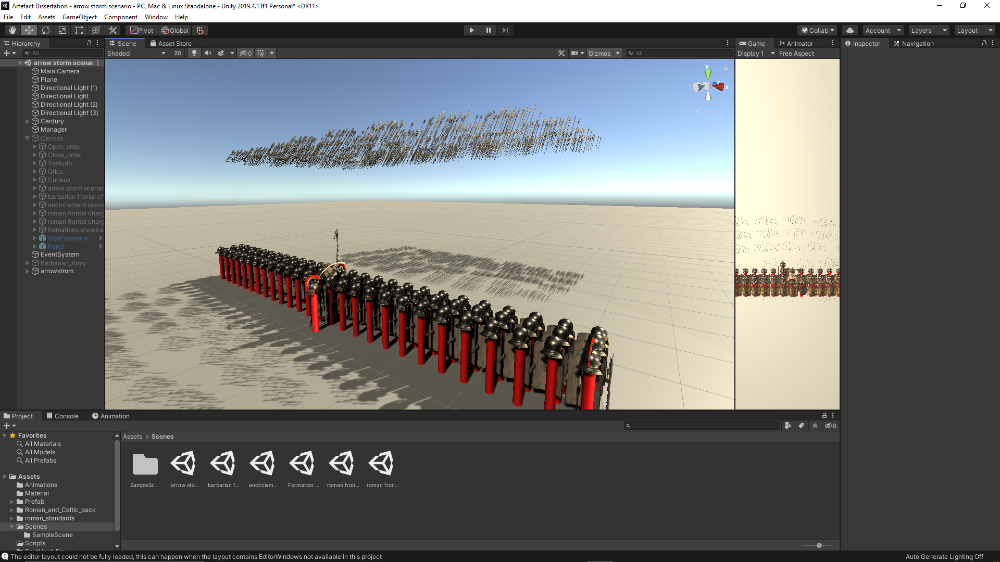 Artefact Dissertation - arrow storm scenario - PC, Mac & Linux Standalone - Unity 2019.4.13f1 Personal* <DX11>
File Edit Assets GameObject Component Window Help
Pivot Global Collab Account Layers Layout
Hierarchy
All
arrow storm scenar
Main Camera
Plane
Directional Light (1)
Directional Light
Directional Light (2)
Directional Light (3)
Century
Manager
Canvas
Open_order
Close_order
Testudo
Orbis
Cuneus
arrow storm scenar
barbarian frontal ch
encirclement scena
roman frontal charg
roman frontal charg
formations showca
Start scenario
Panel
EventSystem
Barbarian_Army
arrowstrom
Scene Asset Store
Shaded 2D 0 Gizmos All
y
x
Persp
Game Animator
Display 1 Free Aspect
Inspector Navigation
Project Console Animation
8
Favorites
All Materials
All Models
All Prefabs
Assets
Animations
Material
Prefab
Roman_and_Celtic_pack
roman_standards
Scenes
SampleScene
Scripts
Assets > Scenes
SampleSc...
arrow sto...
barbarian f...
encirclem...
Formation ...
roman fron...
roman fron...
The editor layout could not be fully loaded, this can happen when the layout contains EditorWindows not available in this project
Auto Generate Lighting Off